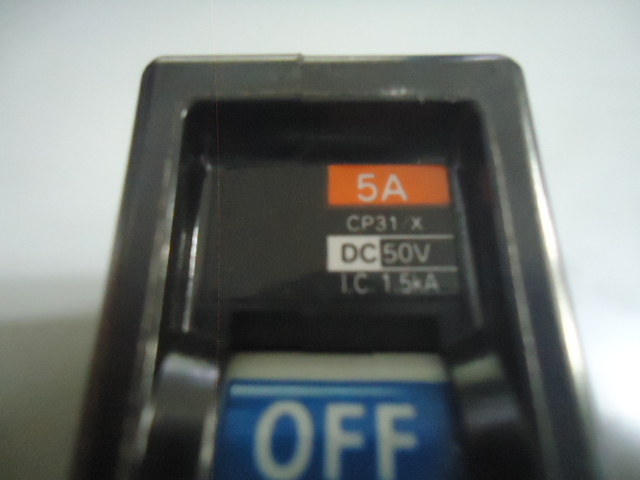 5A
CP31/X
DC 50V
I.C. 1.5kA
OFF